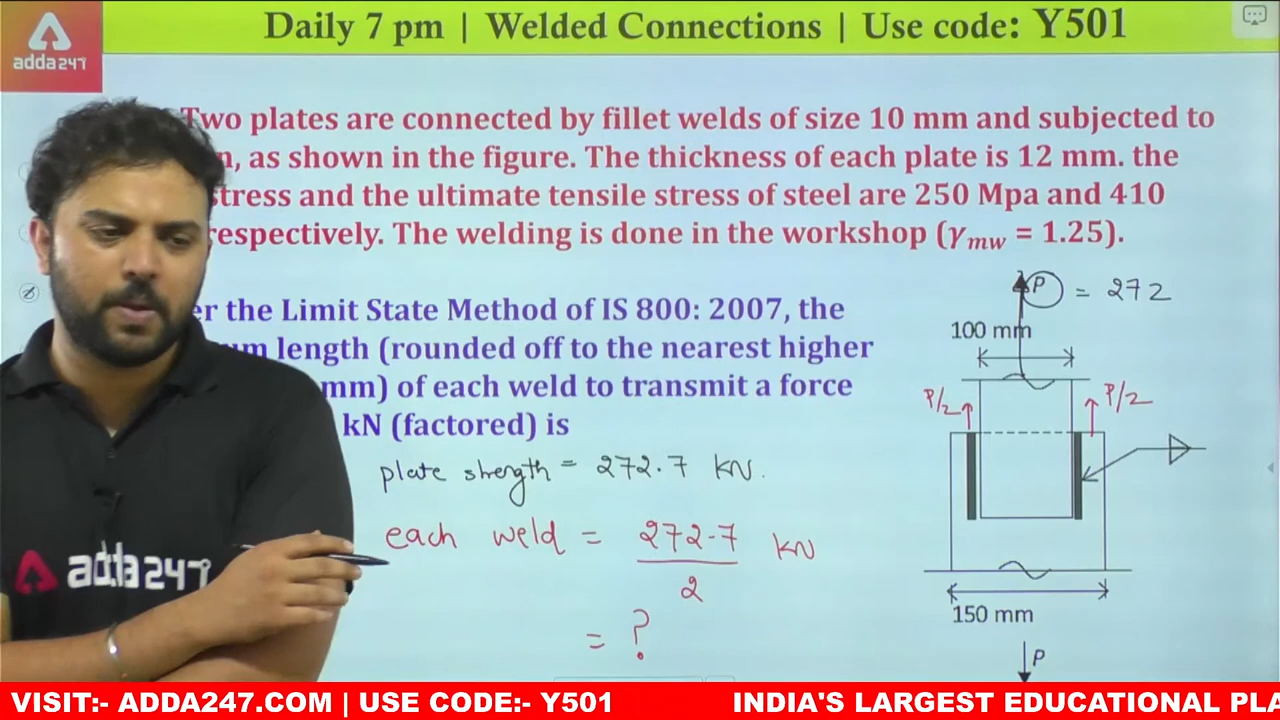 Daily 7 pm | Welded Connections | Use code: Y501
adda247
Two plates are connected by fillet welds of size 10 mm and subjected to
, as shown in the figure. The thickness of each plate is 12 mm. the
stress and the ultimate tensile stress of steel are 250 Mpa and 410
respectively. The welding is done in the workshop (γmw = 1.25).
P = 272
er the Limit State Method of IS 800: 2007, the
100 mm
length (rounded off to the nearest higher
mm) of each weld to transmit a force
P/2 P/2
kN (factored) is
plate strength = 272.7 kN.
each weld = 272.7 kN
2
= ?
150 mm
P
adda247
VISIT:- ADDA247.COM | USE CODE:- Y501 INDIA'S LARGEST EDUCATIONAL PLA